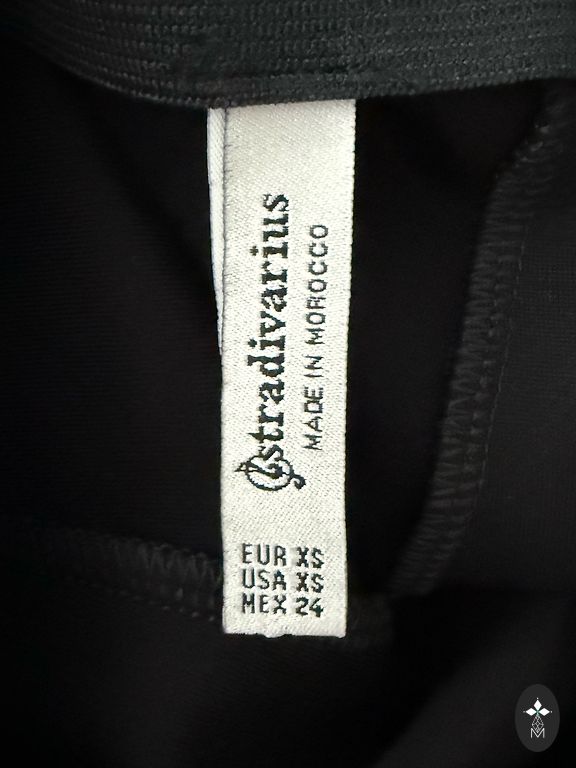 stradivarius
MADE IN MOROCCO
EUR XS
USA XS
MEX 24
M